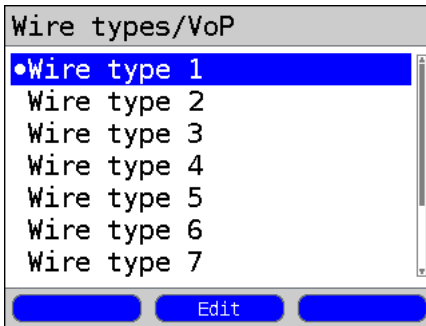 Wire types/VoP
•Wire type 1
Wire type 2
Wire type 3
Wire type 4
Wire type 5
Wire type 6
Wire type 7
Edit